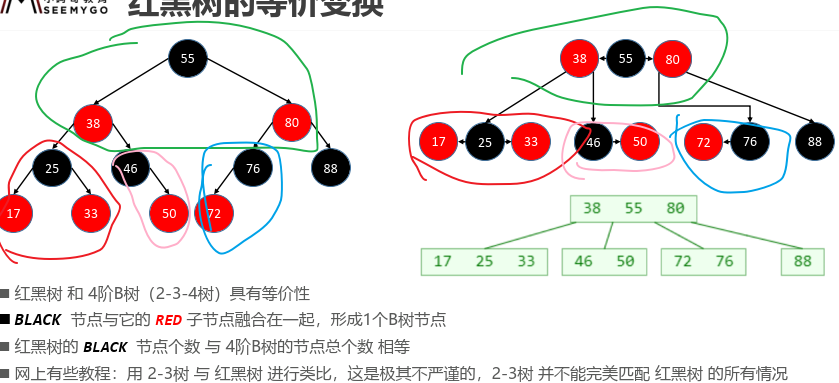 SEEMYGO
红黑树的等价变换
55
38 80
25 46 76 88
17 33 50 72
38 55 80
17 25 33 46 50 72 76 88
38 55 80
17 25 33 46 50 72 76 88
红黑树 和 4阶B树（2-3-4树）具有等价性
BLACK 节点与它的 RED 子节点融合在一起，形成1个B树节点
红黑树的 BLACK 节点个数 与 4阶B树的节点总个数 相等
网上有些教程：用 2-3树 与 红黑树 进行类比，这是极其不严谨的，2-3树 并不能完美匹配 红黑树 的所有情况